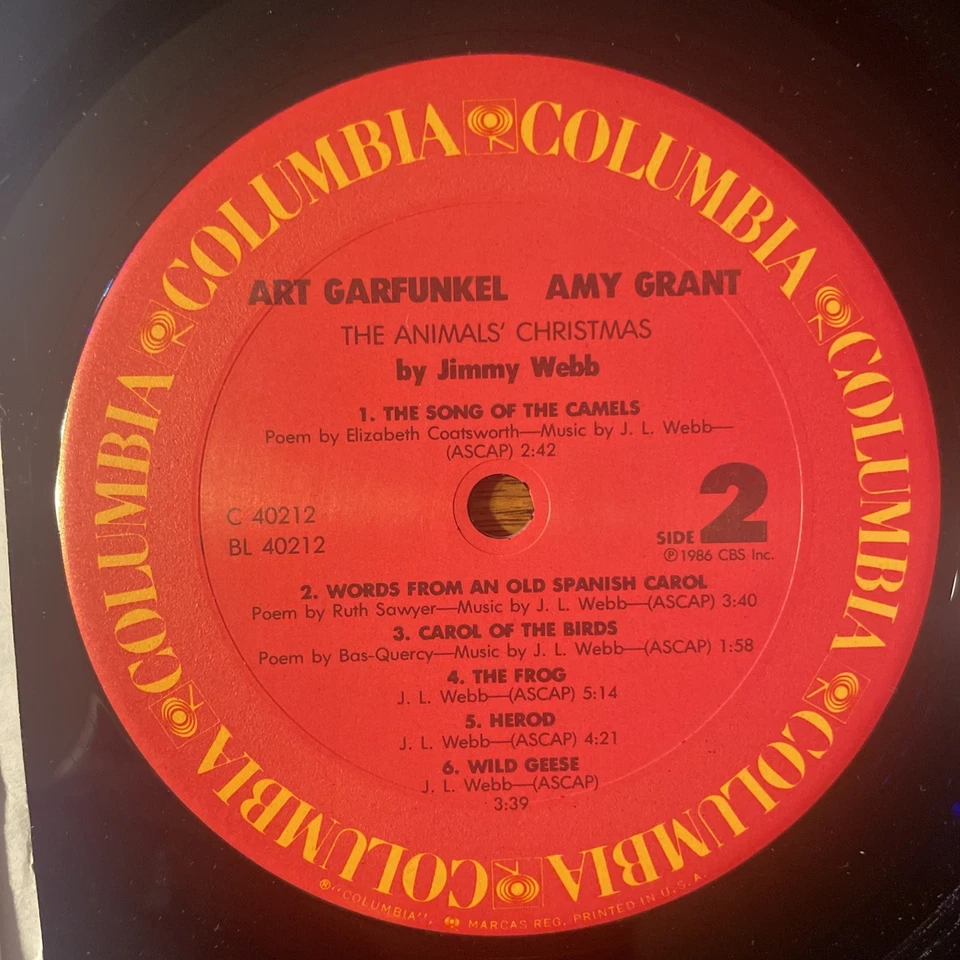 COLUMBIA COLUMBIA COLUMBIA COLUMBIA COLUMBIA COLUMBIA COLUMBIA
ART GARFUNKEL AMY GRANT
THE ANIMALS' CHRISTMAS
by Jimmy Webb
1. THE SONG OF THE CAMELS
Poem by Elizabeth Coatsworth—Music by J. L. Webb—
(ASCAP) 2:42
C 40212
BL 40212
SIDE 2
℗1986 CBS Inc.
2. WORDS FROM AN OLD SPANISH CAROL
Poem by Ruth Sawyer—Music by J. L. Webb—(ASCAP) 3:40
3. CAROL OF THE BIRDS
Poem by Bas-Quercy—Music by J. L. Webb—(ASCAP) 1:58
4. THE FROG
J. L. Webb—(ASCAP) 5:14
5. HEROD
J. L. Webb—(ASCAP) 4:21
6. WILD GEESE
J. L. Webb—(ASCAP)
3:39
®"COLUMBIA", MARCAS REG. PRINTED IN U.S.A.